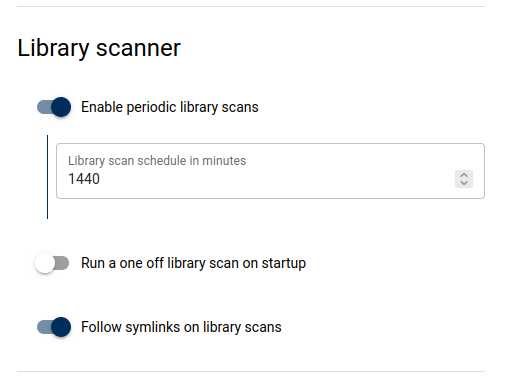 Library scanner
Enable periodic library scans
Library scan schedule in minutes
1440
Run a one off library scan on startup
Follow symlinks on library scans